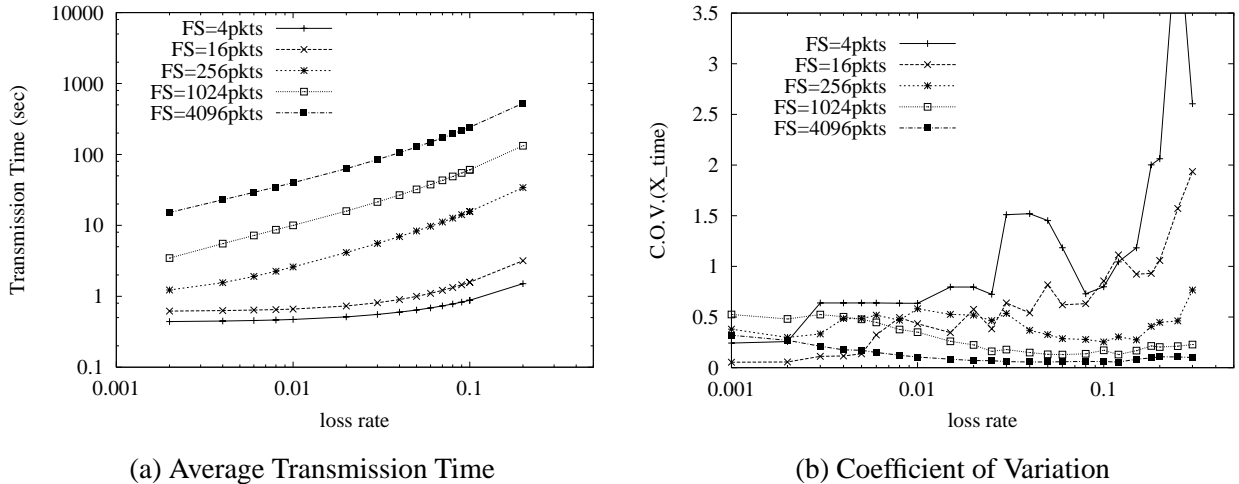 10000
1000
100
10
1
0.1
0.001
0.01
0.1
Transmission Time (sec)
loss rate
FS=4pkts
FS=16pkts
FS=256pkts
FS=1024pkts
FS=4096pkts
(a) Average Transmission Time
3.5
3
2.5
2
1.5
1
0.5
0
0.001
0.01
0.1
C.O.V.(X_time)
loss rate
FS=4pkts
FS=16pkts
FS=256pkts
FS=1024pkts
FS=4096pkts
(b) Coefficient of Variation